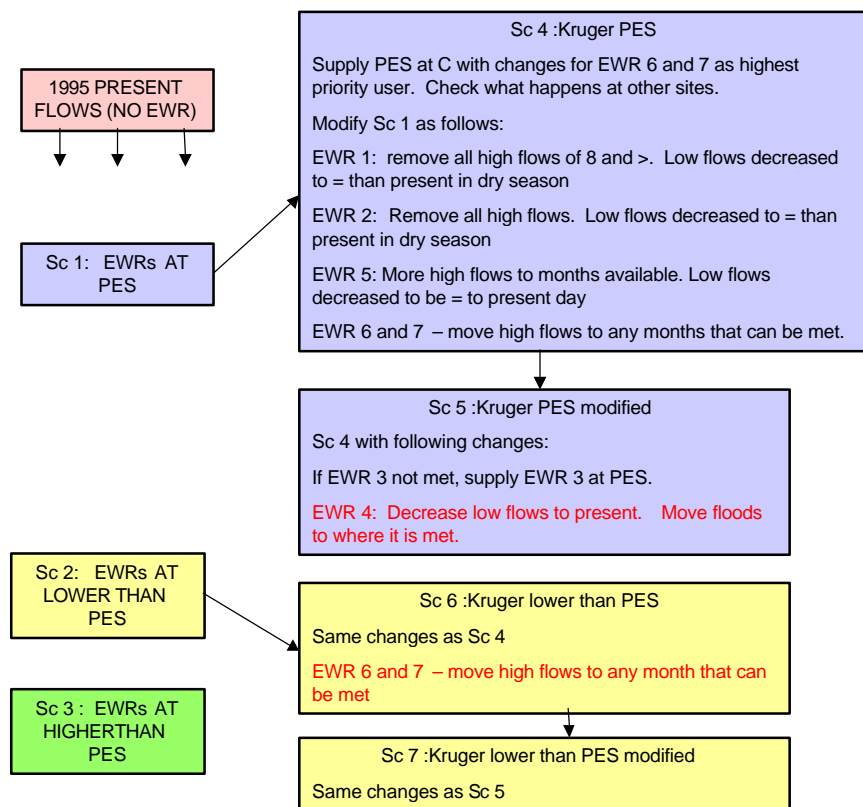 1995 PRESENT
FLOWS (NO EWR)
Sc 1: EWRs AT
PES
Sc 4 :Kruger PES
Supply PES at C with changes for EWR 6 and 7 as highest
priority user. Check what happens at other sites.
Modify Sc 1 as follows:
EWR 1: remove all high flows of 8 and >. Low flows decreased
to = than present in dry season
EWR 2: Remove all high flows. Low flows decreased to = than
present in dry season
EWR 5: More high flows to months available. Low flows
decreased to be = to present day
EWR 6 and 7 – move high flows to any months that can be met.
Sc 5 :Kruger PES modified
Sc 4 with following changes:
If EWR 3 not met, supply EWR 3 at PES.
EWR 4: Decrease low flows to present. Move floods
to where it is met.
Sc 2: EWRs AT
LOWER THAN
PES
Sc 6 :Kruger lower than PES
Same changes as Sc 4
EWR 6 and 7 – move high flows to any month that can
be met
Sc 3 : EWRs AT
HIGHERTHAN
PES
Sc 7 :Kruger lower than PES modified
Same changes as Sc 5